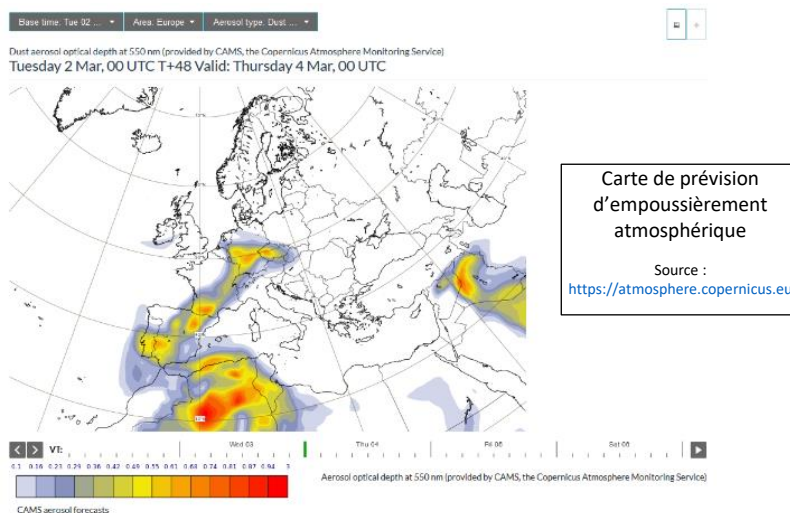 Base time: Tue 02 ...
Area: Europe
Aerosol type: Dust ...
Dust aerosol optical depth at 550 nm (provided by CAMS, the Copernicus Atmosphere Monitoring Service)
Tuesday 2 Mar, 00 UTC T+48 Valid: Thursday 4 Mar, 00 UTC
Carte de prévision
d'empoussièrement
atmosphérique
Source :
https://atmosphere.copernicus.eu
VT:
Wed 03
Thu 04
Fri 05
Sat 06
0.1 0.16 0.23 0.29 0.36 0.42 0.49 0.55 0.61 0.68 0.74 0.81 0.87 0.94 3
Aerosol optical depth at 550 nm (provided by CAMS, the Copernicus Atmosphere Monitoring Service)
CAMS aerosol forecasts